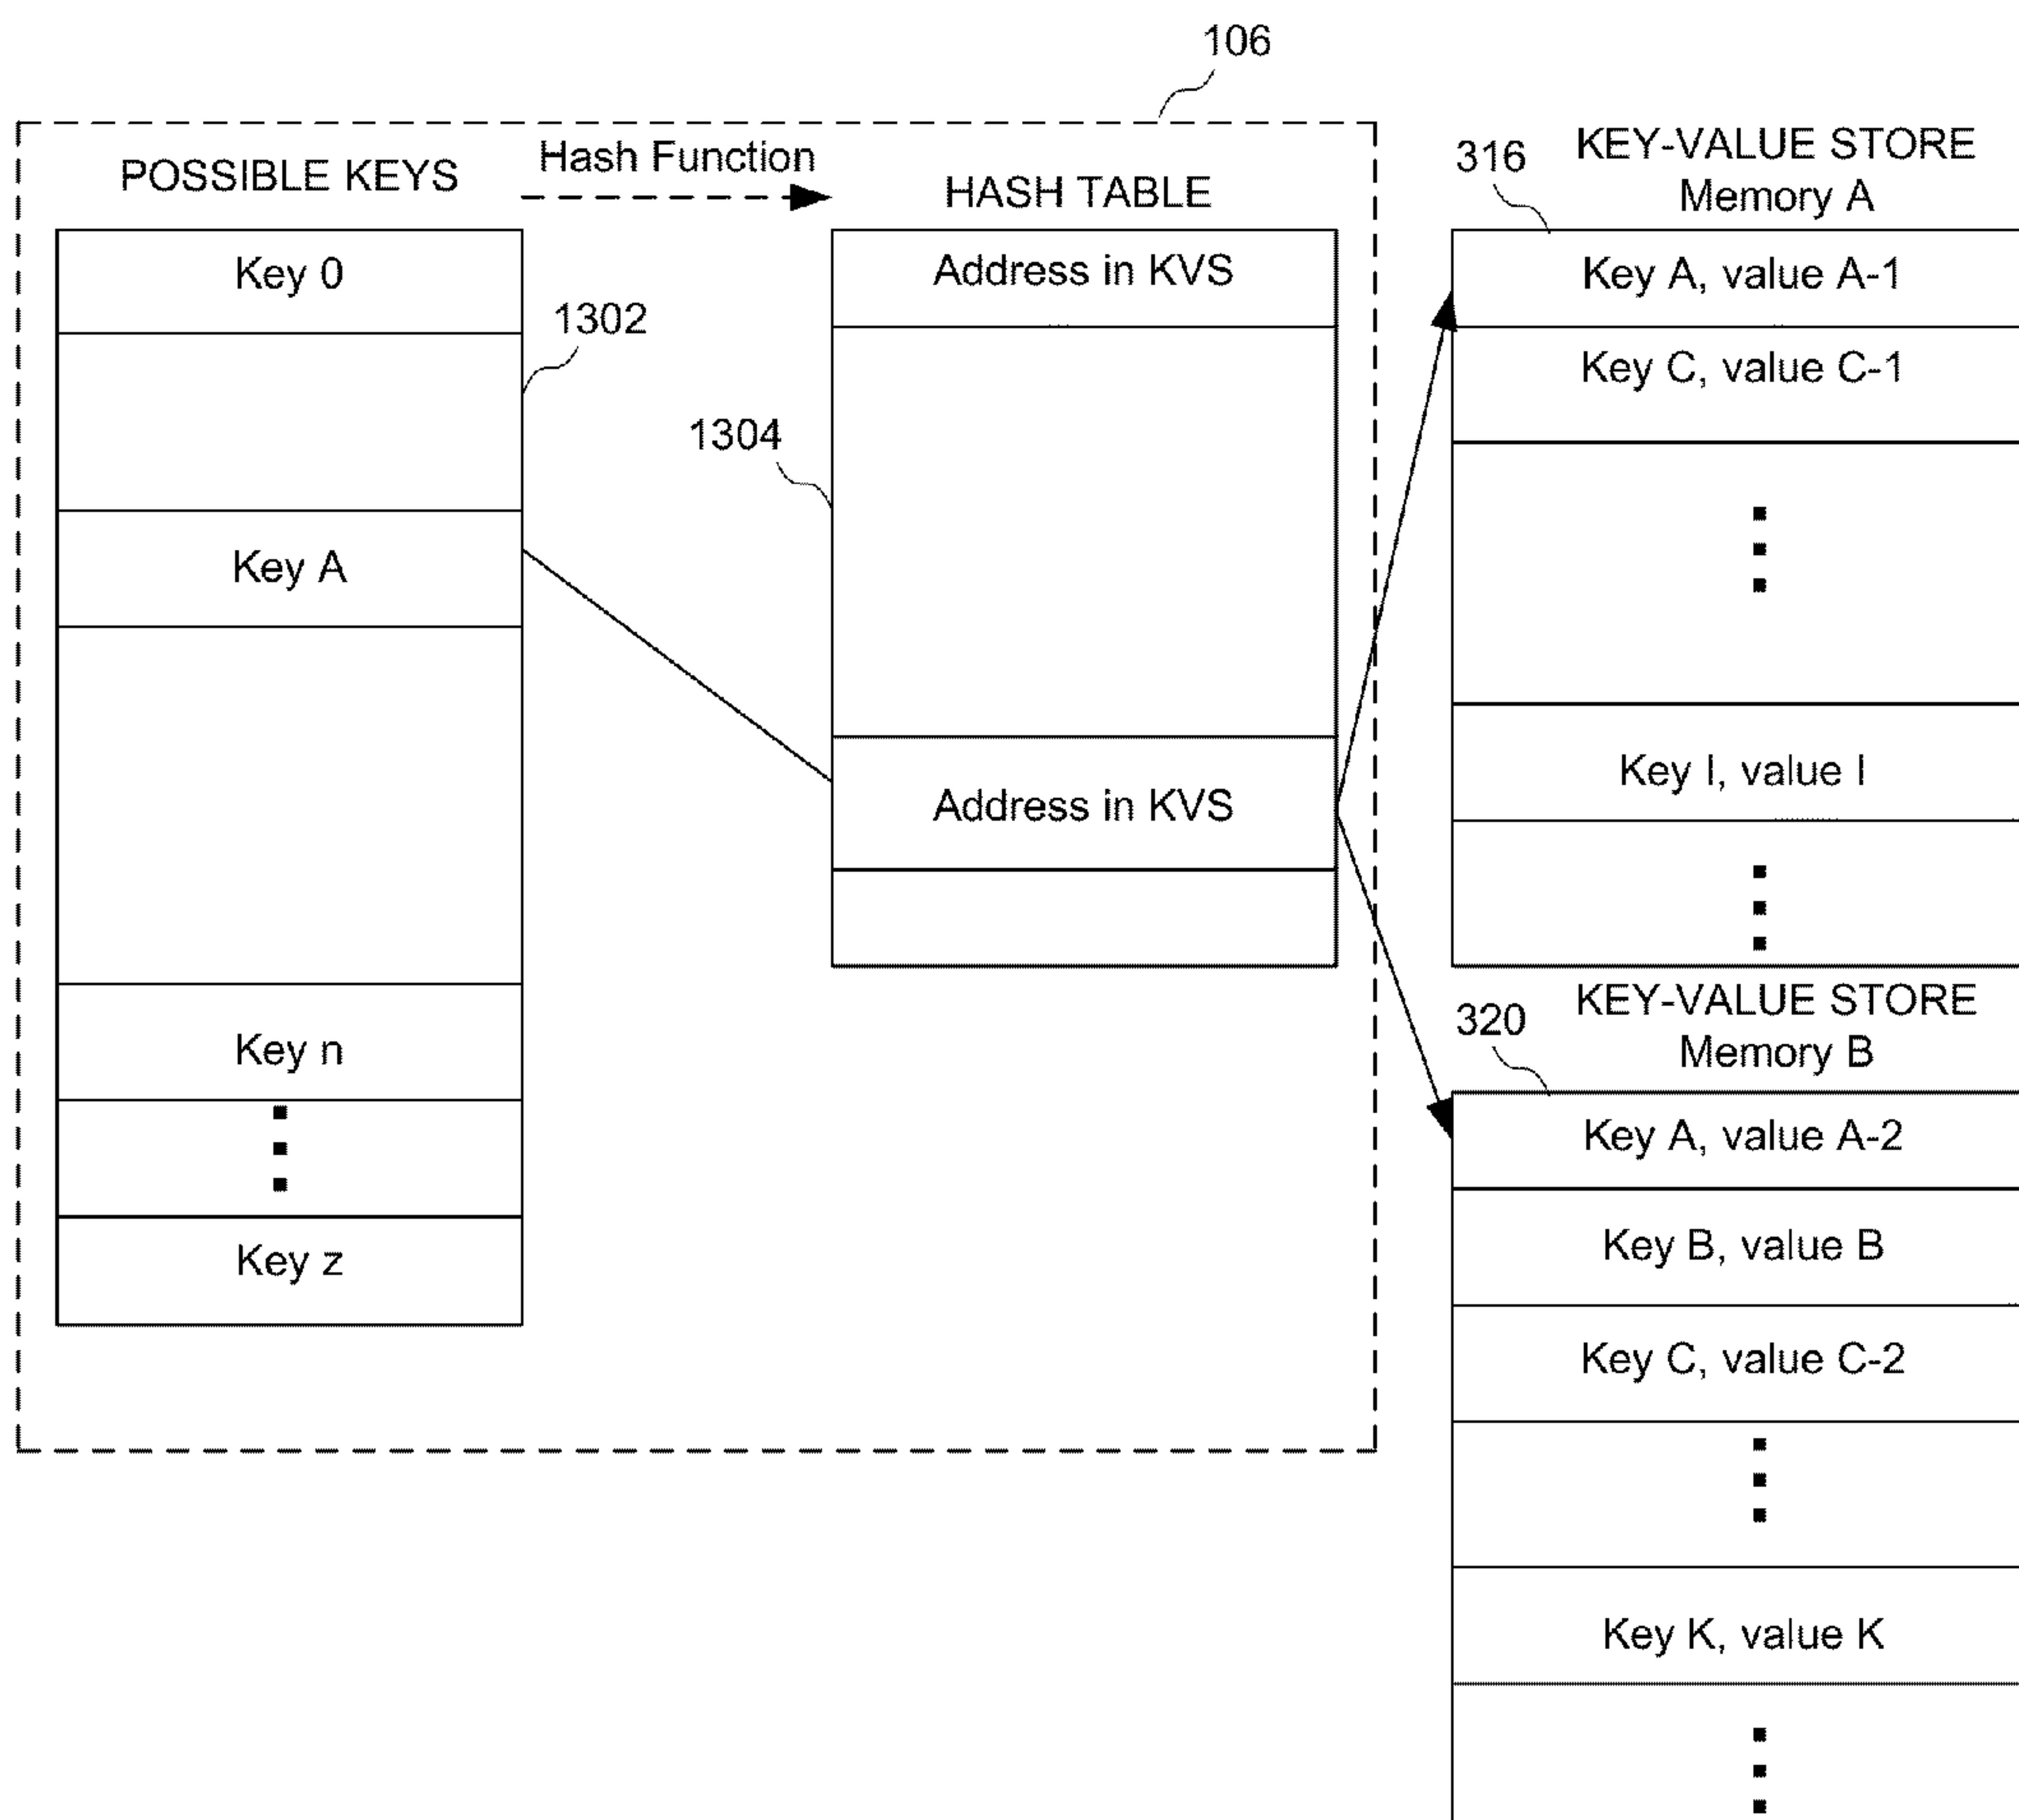 106
POSSIBLE KEYS
Hash Function
HASH TABLE
316
KEY-VALUE STORE
Memory A
Key 0
1302
Key A
Key n
Key z
1304
Address in KVS
Address in KVS
Key A, value A-1
Key C, value C-1
Key I, value I
KEY-VALUE STORE
Memory B
320
Key A, value A-2
Key B, value B
Key C, value C-2
Key K, value K